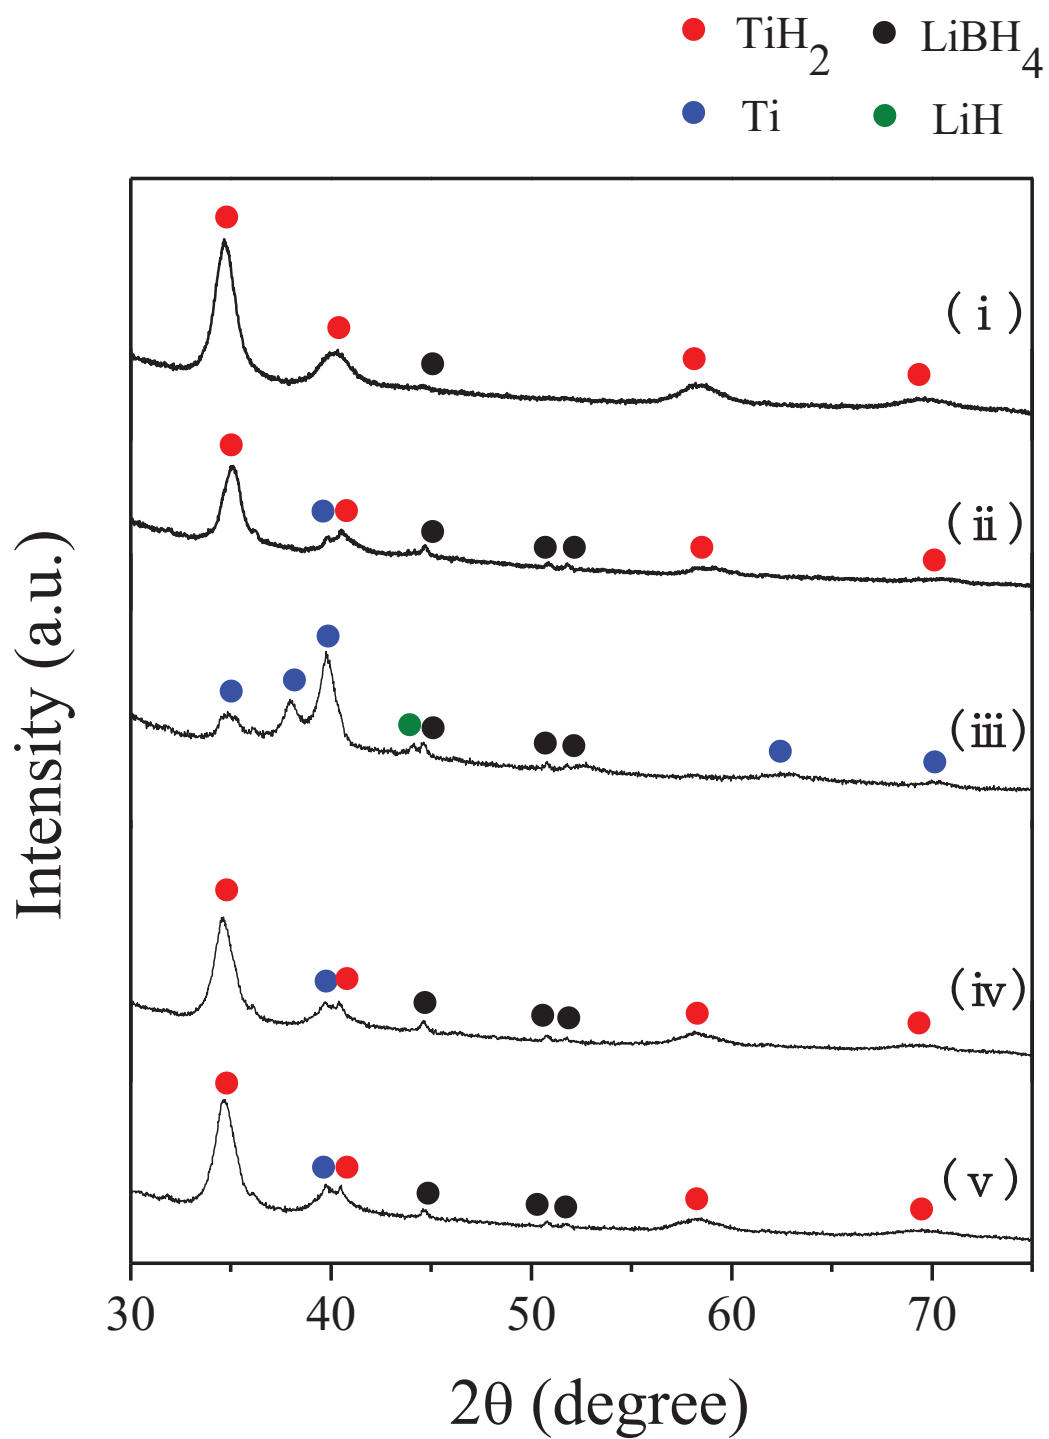 TiH2 LiBH4
Ti LiH
(i)
(ii)
(iii)
(iv)
(v)
Intensity (a.u.)
30 40 50 60 70
2θ (degree)